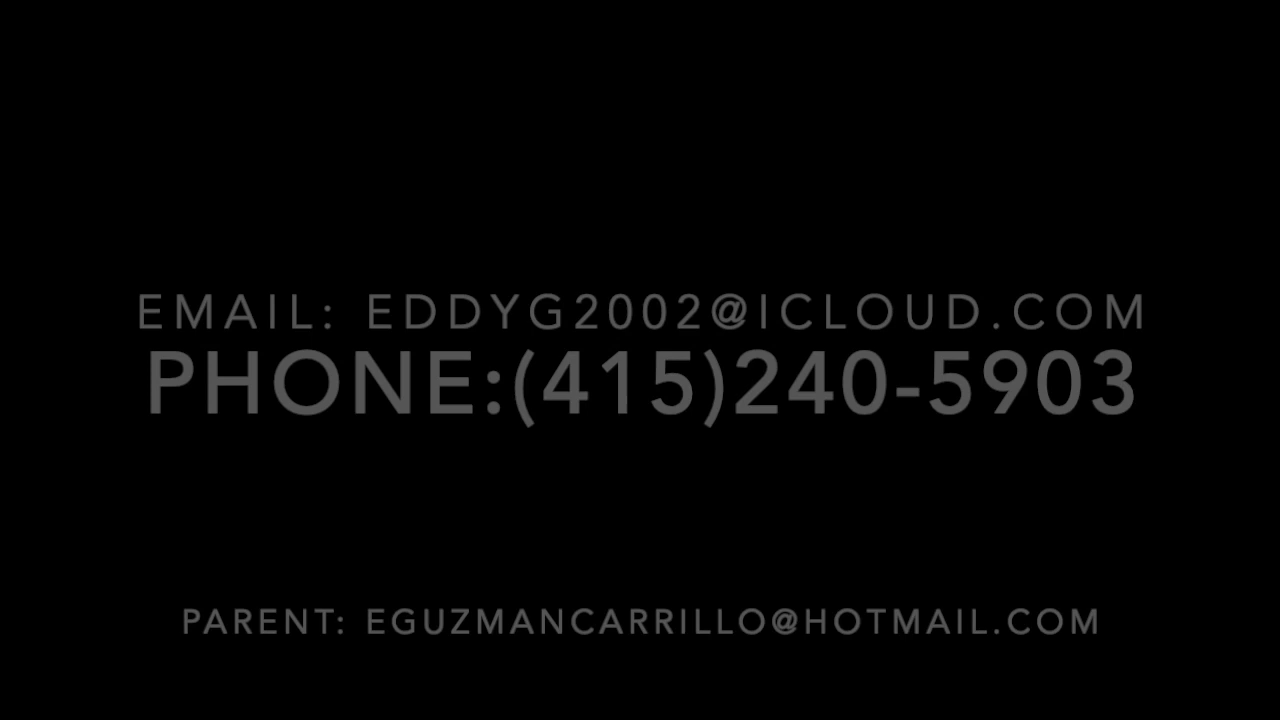 EMAIL: EDDYG2002@ICLOUD.COM
PHONE:(415)240-5903
PARENT: EGUZMANCARRILLO@HOTMAIL.COM